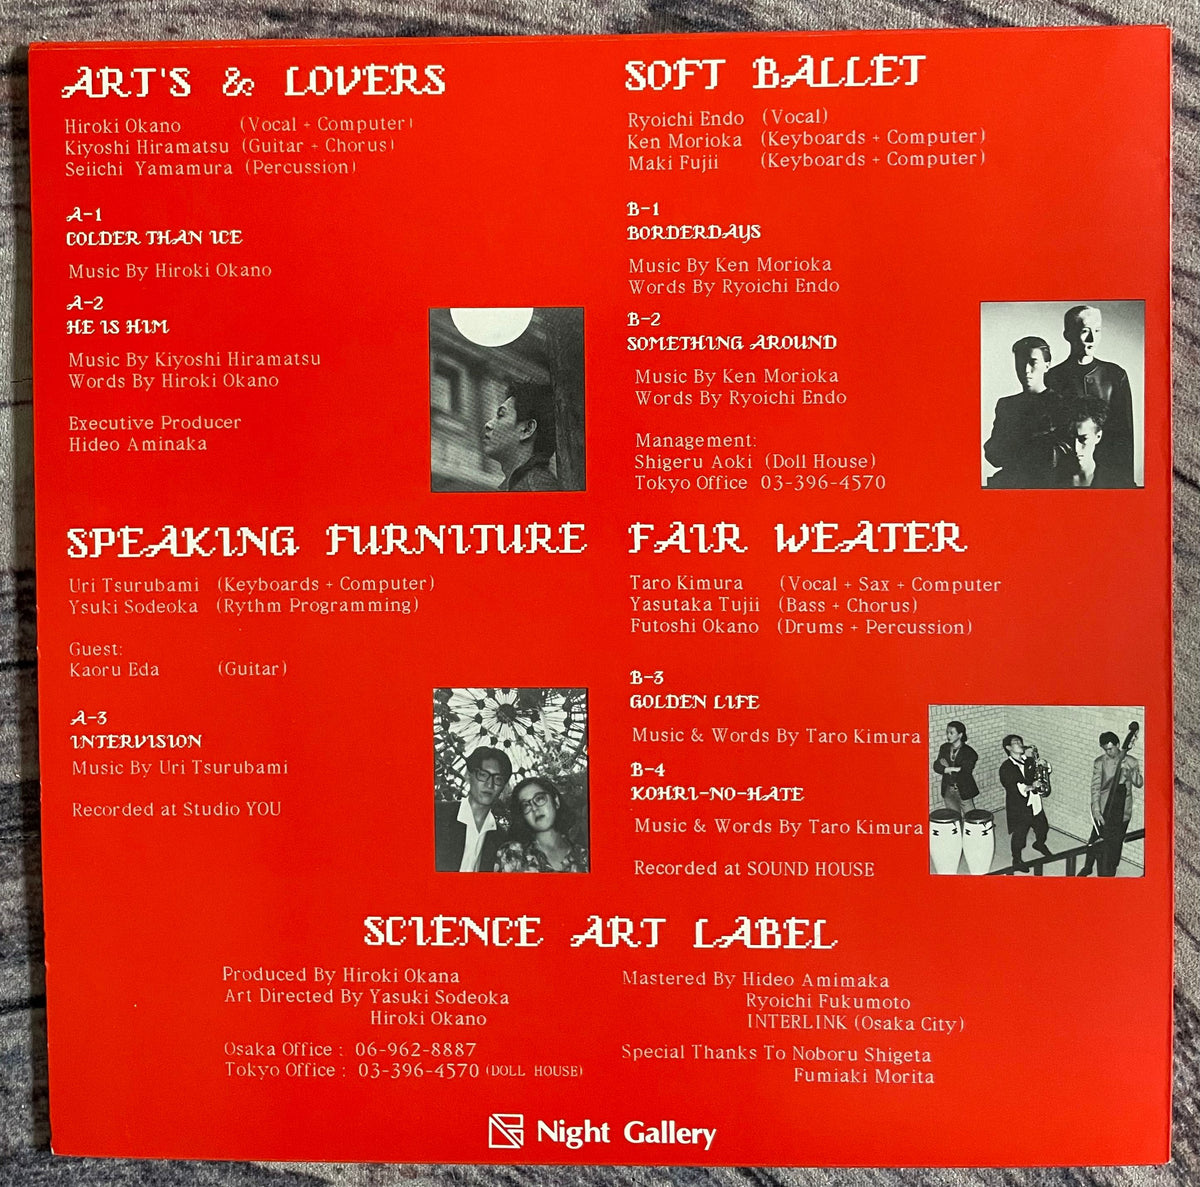 ART'S & LOVERS
Hiroki Okano (Vocal + Computer)
Kiyoshi Hiramatsu (Guitar + Chorus)
Seiichi Yamamura (Percussion)
A-1
COLDER THAN ICE
Music By Hiroki Okano
A-2
HE IS HIM
Music By Kiyoshi Hiramatsu
Words By Hiroki Okano
Executive Producer
Hideo Aminaka
SOFT BALLET
Ryoichi Endo (Vocal)
Ken Morioka (Keyboards + Computer)
Maki Fujii (Keyboards + Computer)
B-1
BORDERDAYS
Music By Ken Morioka
Words By Ryoichi Endo
B-2
SOMETHING AROUND
Music By Ken Morioka
Words By Ryoichi Endo
Management:
Shigeru Aoki (Doll House)
Tokyo Office 03-396-4570
SPEAKING FURNITURE
Uri Tsurubami (Keyboards + Computer)
Ysuki Sodeoka (Rythm Programming)
Guest:
Kaoru Eda (Guitar)
A-3
INTERVISION
Music By Uri Tsurubami
Recorded at Studio YOU
FAIR WEATER
Taro Kimura (Vocal + Sax + Computer
Yasutaka Tujii (Bass + Chorus)
Futoshi Okano (Drums + Percussion)
B-3
GOLDEN LIFE
Music & Words By Taro Kimura
B-4
KOHRI-NO-HATE
Music & Words By Taro Kimura
Recorded at SOUND HOUSE
SCIENCE ART LABEL
Produced By Hiroki Okana
Art Directed By Yasuki Sodeoka
Hiroki Okano
Osaka Office : 06-962-8887
Tokyo Office : 03-396-4570 (DOLL HOUSE)
Mastered By Hideo Amimaka
Ryoichi Fukumoto
INTERLINK (Osaka City)
Special Thanks To Noboru Shigeta
Fumiaki Morita
Night Gallery